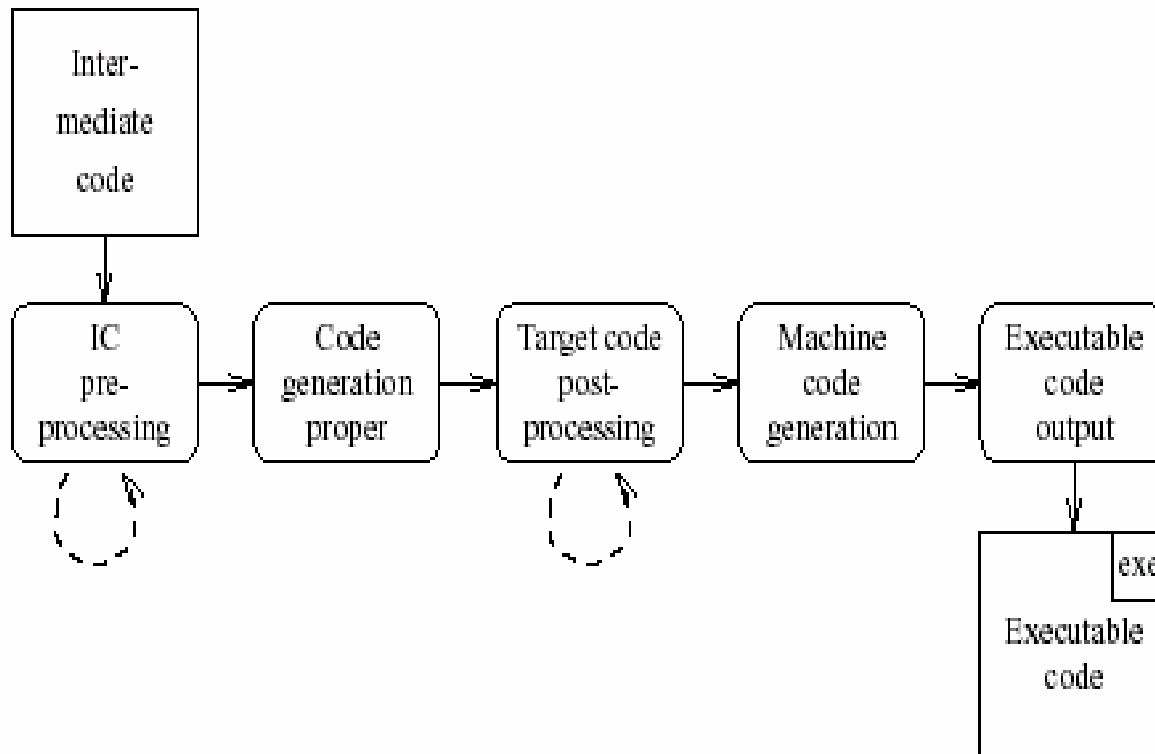 Inter-
mediate
code
IC
pre-
processing
Code
generation
proper
Target code
post-
processing
Machine
code
generation
Executable
code
output
exe
Executable
code